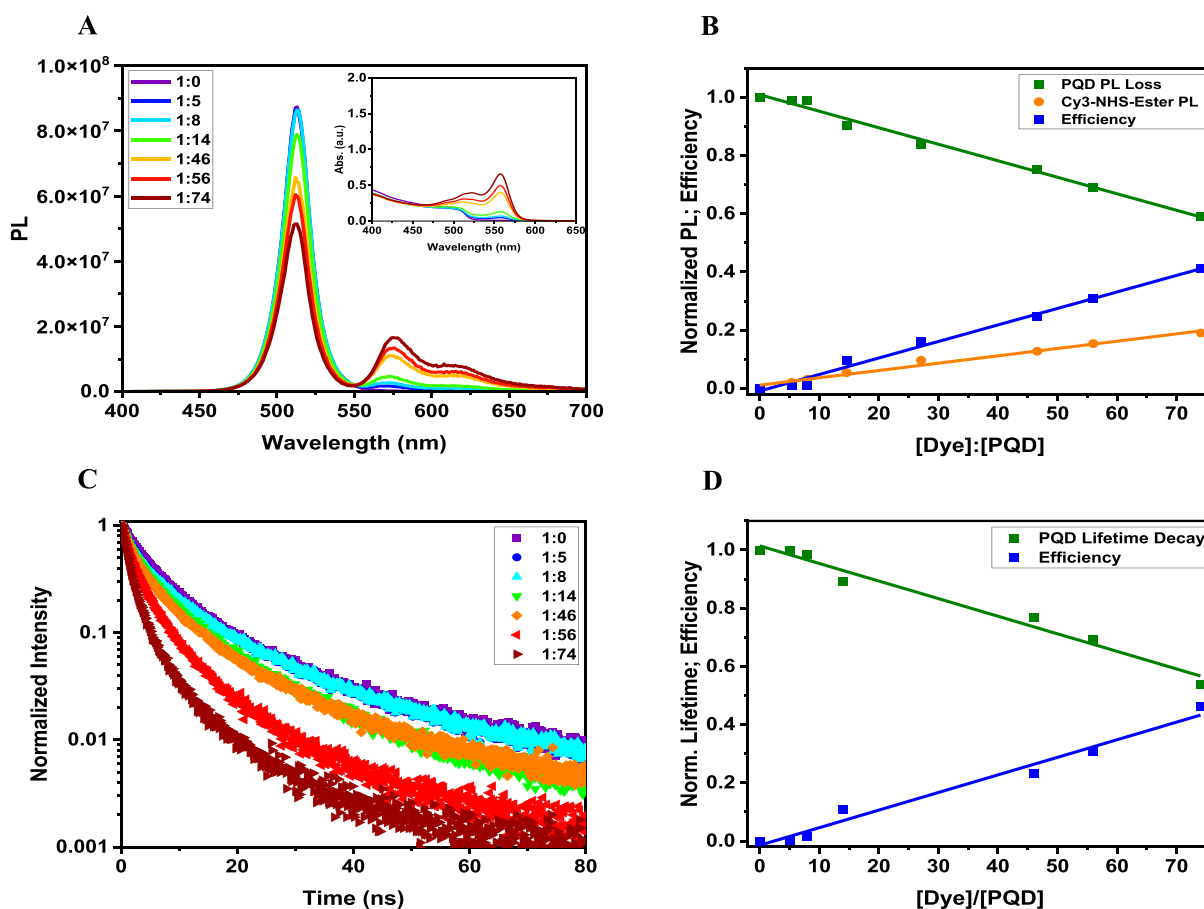 A
1.0×10⁸
8.0×10⁷
6.0×10⁷
4.0×10⁷
2.0×10⁷
0.0
PL
400 450 500 550 600 650 700
Wavelength (nm)
1:0
1:5
1:8
1:14
1:46
1:56
1:74
2.0
1.5
1.0
0.5
0.0
Abs. (a.u.)
400 450 500 550 600 650
Wavelength (nm)
B
1.0
0.8
0.6
0.4
0.2
0.0
Normalized PL; Efficiency
PQD PL Loss
Cy3-NHS-Ester PL
Efficiency
0 10 20 30 40 50 60 70
[Dye]:[PQD]
C
1
0.1
0.01
0.001
Normalized Intensity
1:0
1:5
1:8
1:14
1:46
1:56
1:74
0 20 40 60 80
Time (ns)
D
1.0
0.8
0.6
0.4
0.2
0.0
Norm. Lifetime; Efficiency
PQD Lifetime Decay
Efficiency
0 10 20 30 40 50 60 70
[Dye]/[PQD]